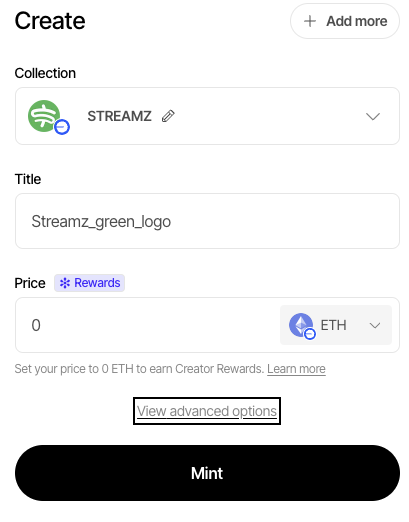 Create
Add more
Collection
STREAMZ
Title
Streamz_green_logo
Price
Rewards
0
ETH
Set your price to 0 ETH to earn Creator Rewards. Learn more
View advanced options
Mint